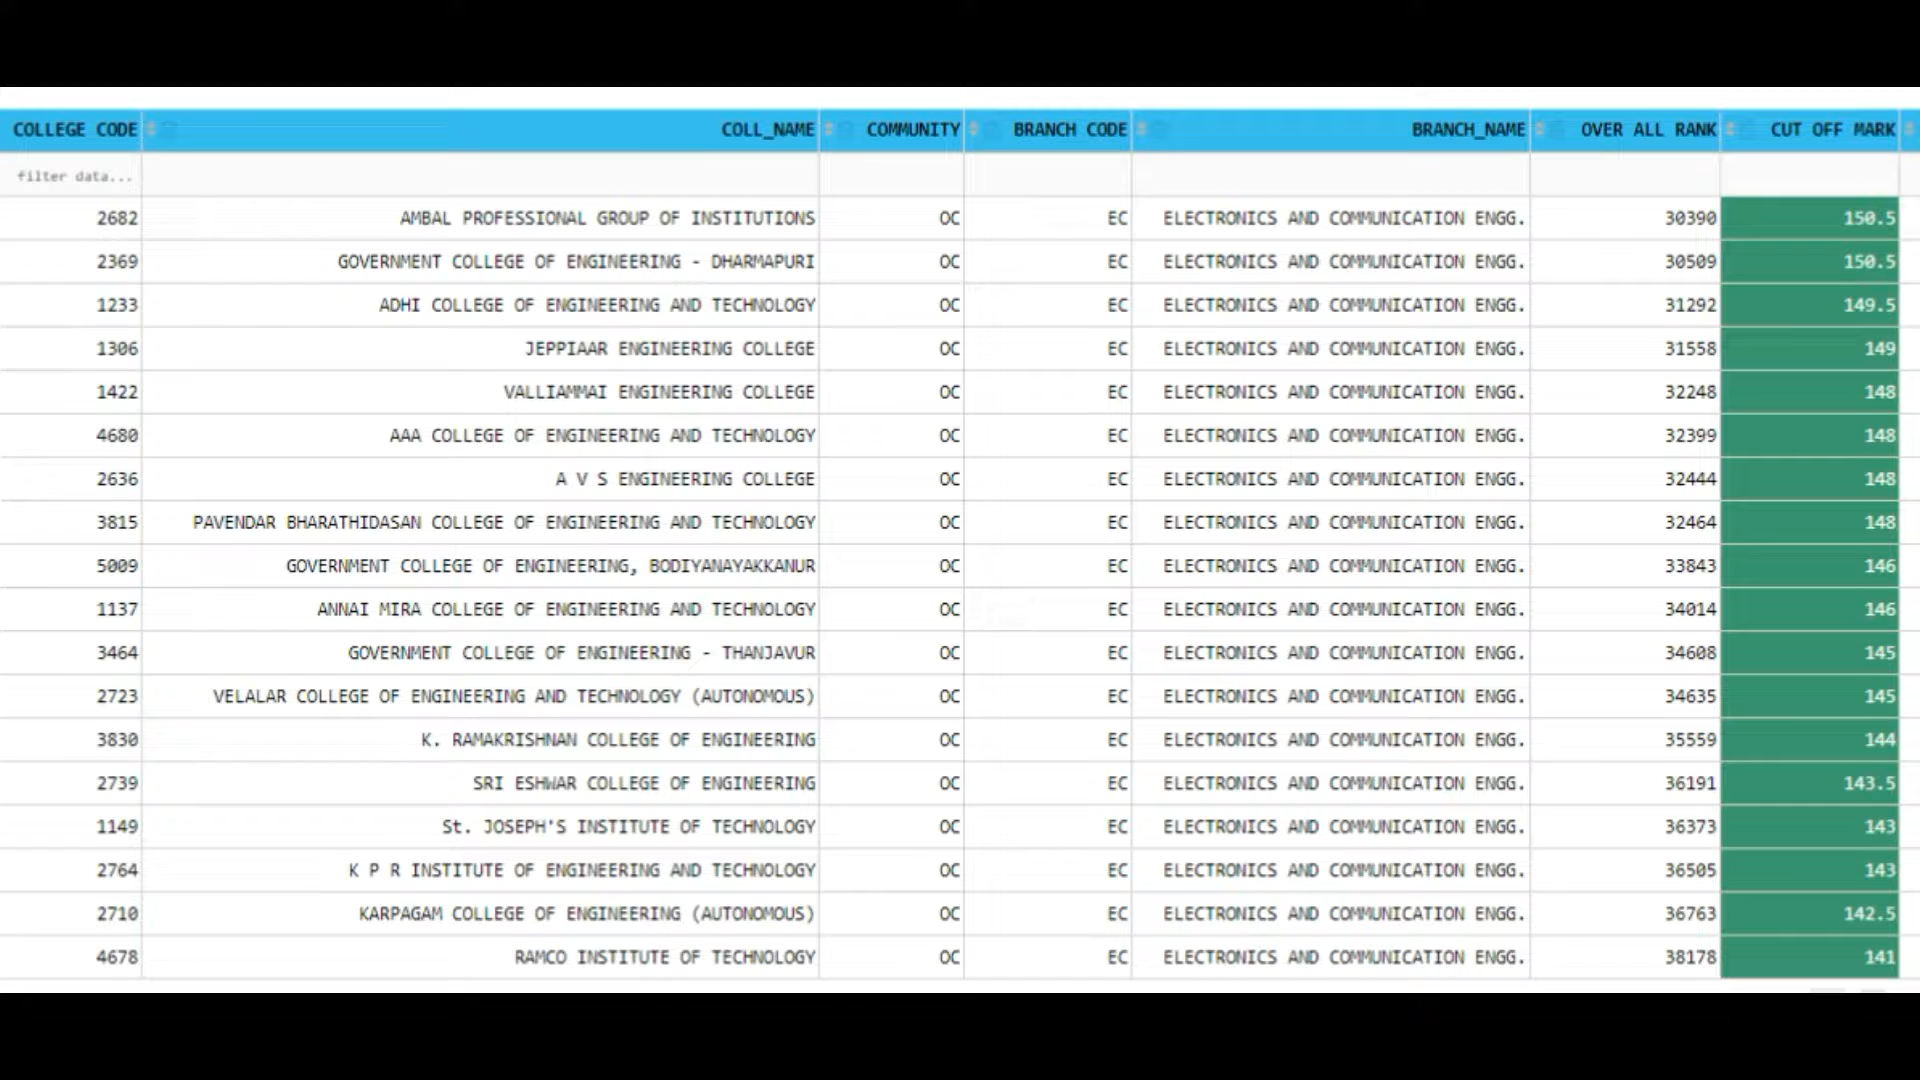 COLLEGE CODE COLL_NAME COMMUNITY BRANCH CODE BRANCH_NAME OVER ALL RANK CUT OFF MARK
filter data...
2682 AMBAL PROFESSIONAL GROUP OF INSTITUTIONS OC EC ELECTRONICS AND COMMUNICATION ENGG. 30390 150.5
2369 GOVERNMENT COLLEGE OF ENGINEERING - DHARMAPURI OC EC ELECTRONICS AND COMMUNICATION ENGG. 30509 150.5
1233 ADHI COLLEGE OF ENGINEERING AND TECHNOLOGY OC EC ELECTRONICS AND COMMUNICATION ENGG. 31292 149.5
1306 JEPPIAAR ENGINEERING COLLEGE OC EC ELECTRONICS AND COMMUNICATION ENGG. 31558 149
1422 VALLIAMMAI ENGINEERING COLLEGE OC EC ELECTRONICS AND COMMUNICATION ENGG. 32248 148
4680 AAA COLLEGE OF ENGINEERING AND TECHNOLOGY OC EC ELECTRONICS AND COMMUNICATION ENGG. 32399 148
2636 A V S ENGINEERING COLLEGE OC EC ELECTRONICS AND COMMUNICATION ENGG. 32444 148
3815 PAVENDAR BHARATHIDASAN COLLEGE OF ENGINEERING AND TECHNOLOGY OC EC ELECTRONICS AND COMMUNICATION ENGG. 32464 148
5009 GOVERNMENT COLLEGE OF ENGINEERING, BODIYANAYAKKANUR OC EC ELECTRONICS AND COMMUNICATION ENGG. 33843 146
1137 ANNAI MIRA COLLEGE OF ENGINEERING AND TECHNOLOGY OC EC ELECTRONICS AND COMMUNICATION ENGG. 34014 146
3464 GOVERNMENT COLLEGE OF ENGINEERING - THANJAVUR OC EC ELECTRONICS AND COMMUNICATION ENGG. 34608 145
2723 VELALAR COLLEGE OF ENGINEERING AND TECHNOLOGY (AUTONOMOUS) OC EC ELECTRONICS AND COMMUNICATION ENGG. 34635 145
3830 K. RAMAKRISHNAN COLLEGE OF ENGINEERING OC EC ELECTRONICS AND COMMUNICATION ENGG. 35559 144
2739 SRI ESHWAR COLLEGE OF ENGINEERING OC EC ELECTRONICS AND COMMUNICATION ENGG. 36191 143.5
1149 St. JOSEPH'S INSTITUTE OF TECHNOLOGY OC EC ELECTRONICS AND COMMUNICATION ENGG. 36373 143
2764 K P R INSTITUTE OF ENGINEERING AND TECHNOLOGY OC EC ELECTRONICS AND COMMUNICATION ENGG. 36505 143
2710 KARPAGAM COLLEGE OF ENGINEERING (AUTONOMOUS) OC EC ELECTRONICS AND COMMUNICATION ENGG. 36763 142.5
4678 RAMCO INSTITUTE OF TECHNOLOGY OC EC ELECTRONICS AND COMMUNICATION ENGG. 38178 141